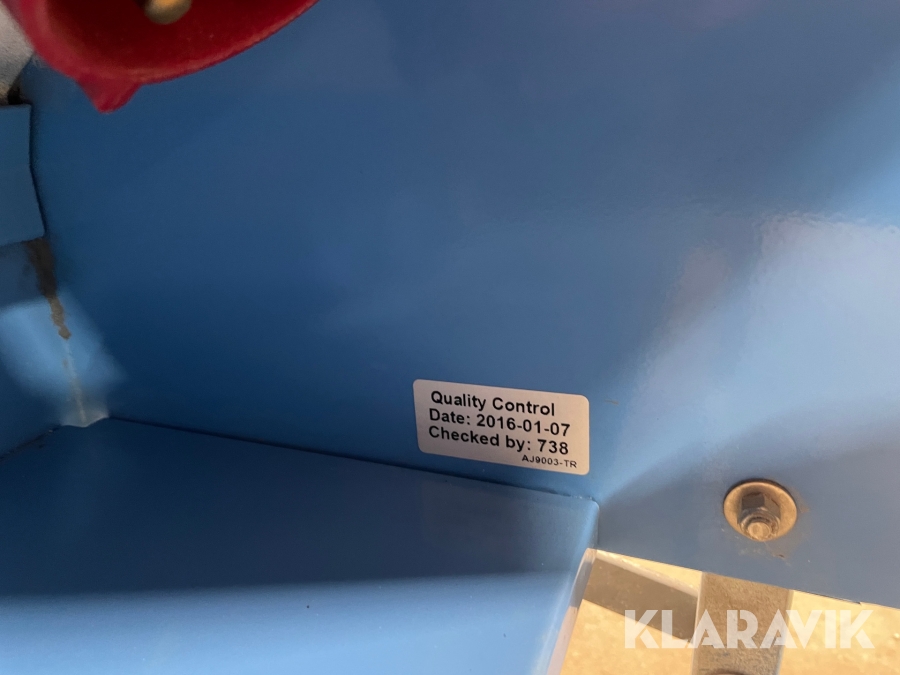 Quality Control
Date: 2016-01-07
Checked by: 738
AJ9003-TR
KLARAVIK